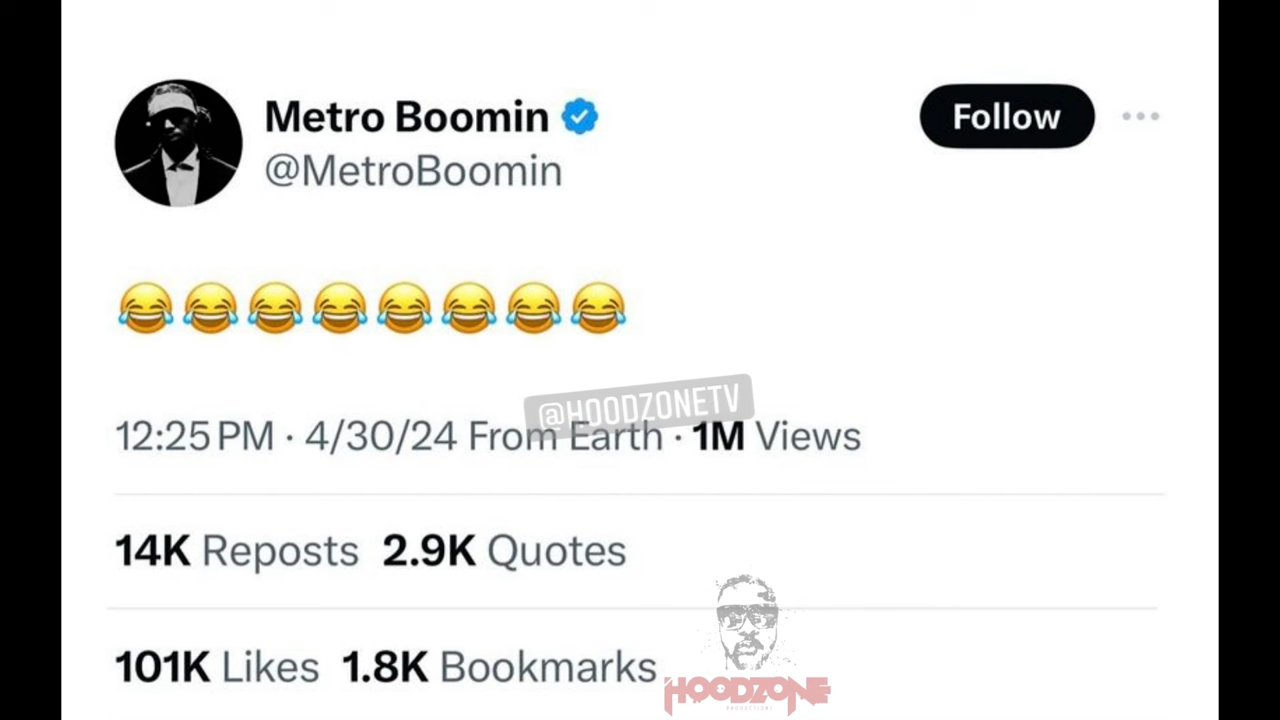 Metro Boomin
@MetroBoomin
Follow
😂😂😂😂😂😂😂😂
@HOODZONETV
12:25 PM · 4/30/24 From Earth · 1M Views
14K Reposts 2.9K Quotes
101K Likes 1.8K Bookmarks
HOODZONE
PRODUCTIONS